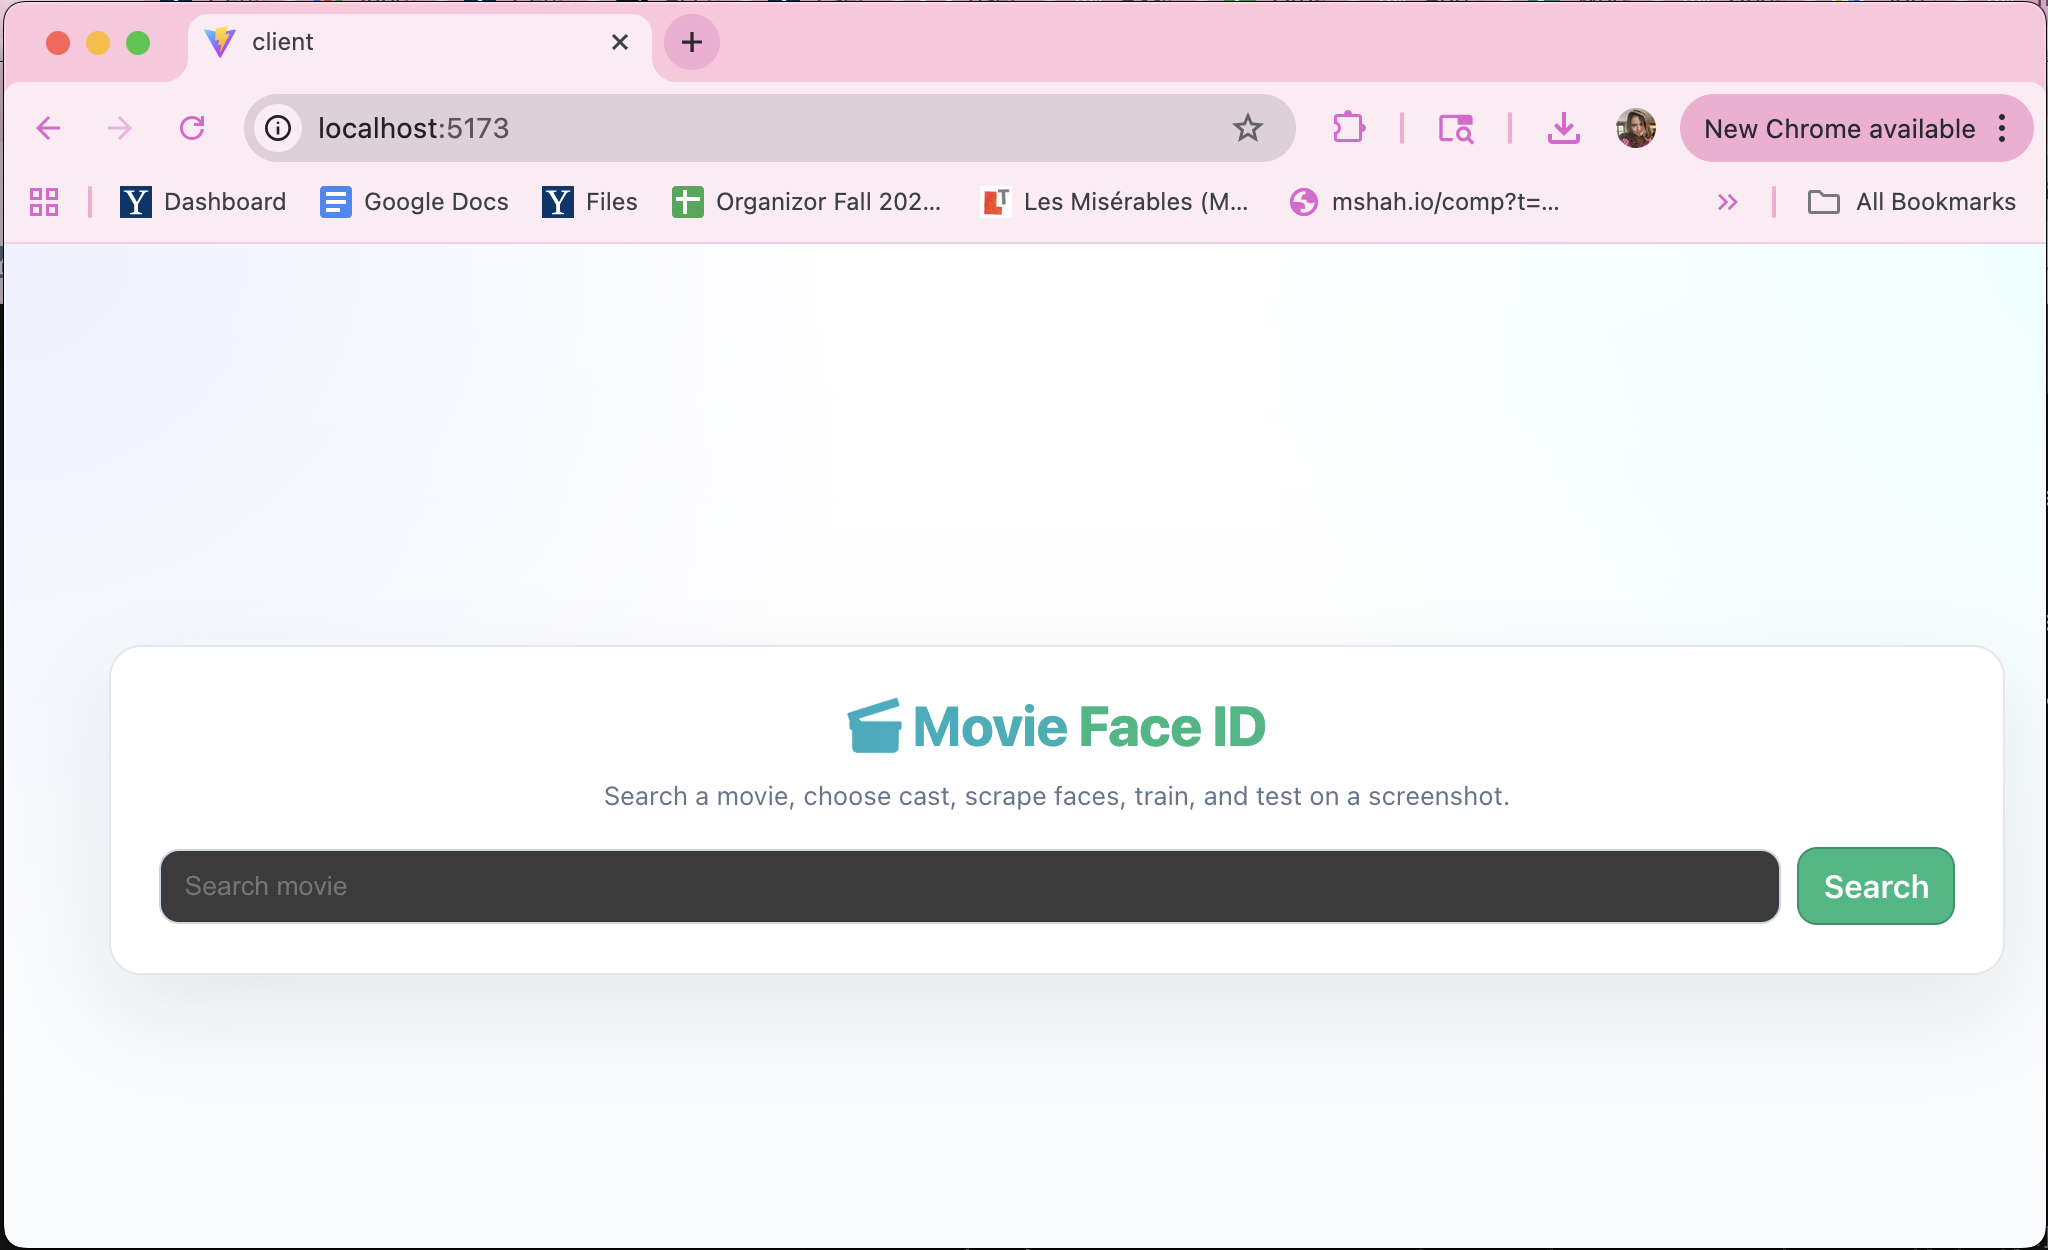 client
localhost:5173
New Chrome available
Dashboard
Google Docs
Files
Organizor Fall 202...
Les Misérables (M...
mshah.io/comp?t=...
All Bookmarks
Movie Face ID
Search a movie, choose cast, scrape faces, train, and test on a screenshot.
Search movie
Search